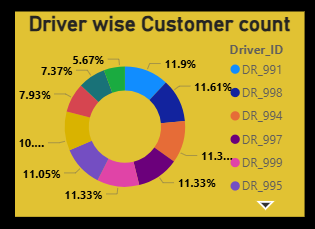 Driver wise Customer count
5.67%
11.9%
7.37%
11.61%
7.93%
10....
11.3...
11.05%
11.33%
11.33%
Driver_ID
DR_991
DR_998
DR_994
DR_997
DR_999
DR_995